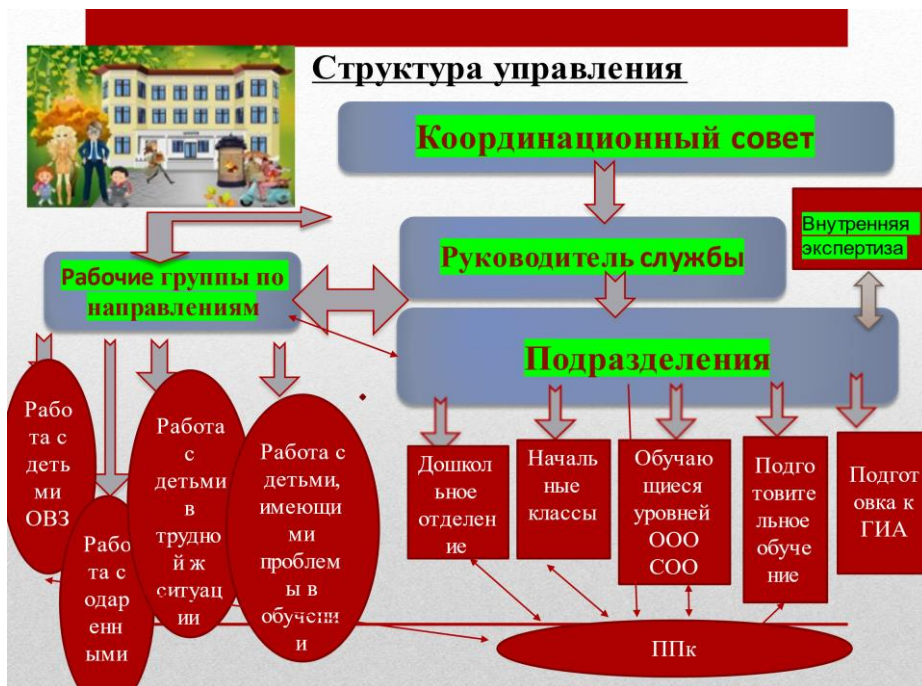 Структура управления
Координационный совет
Внутренняя
экспертиза
Руководитель службы
Рабочие группы по
направлениям
Подразделения
Рабо
та с
деть
ми
ОВЗ
Рабо
та с
одар
енн
ыми
Работа
с
детьми
в
трудно
й ж
ситуац
ии
Работа с
детьми,
имеющи
ми
проблем
ы в
обучени
и
Дошкол
ьное
отделен
ие
Началь
ные
классы
Обучаю
щиеся
уровней
ООО
СОО
Подго
товите
льное
обуче
ние
Подгот
овка к
ГИА
ППк